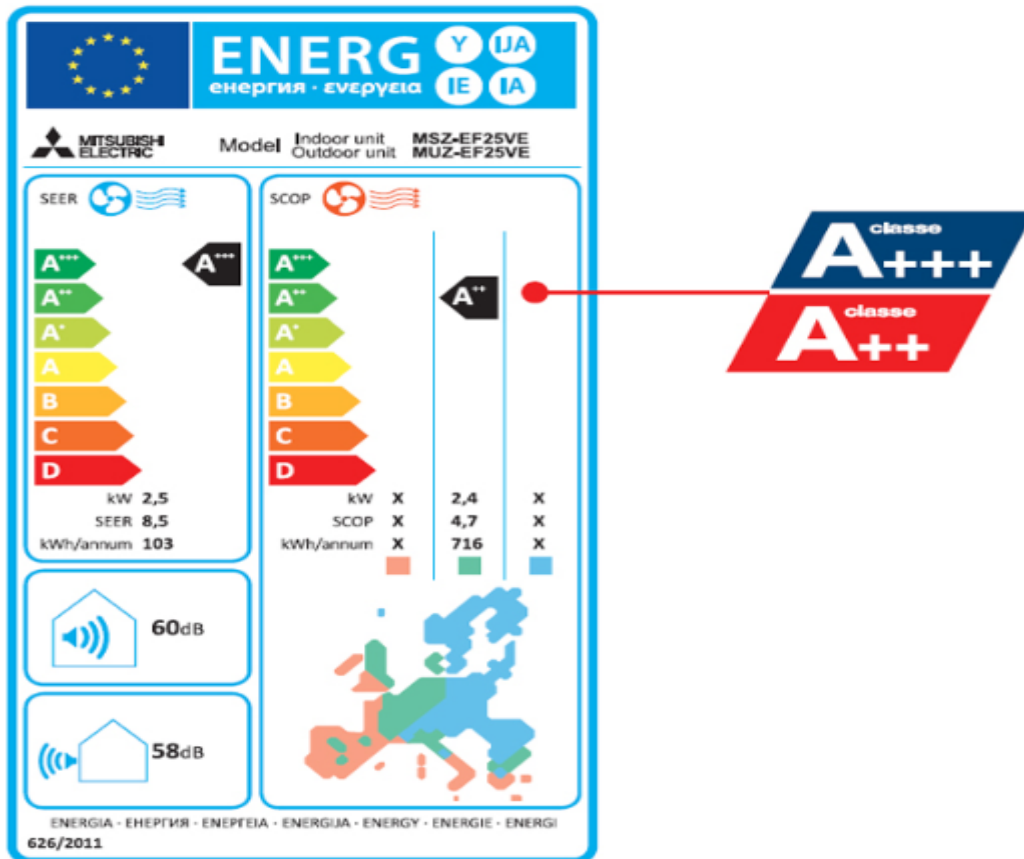 ENERG Y IJA
енергия · ενεργεια IE IA
MITSUBISHI
ELECTRIC
Model
Indoor unit MSZ-EF25VE
Outdoor unit MUZ-EF25VE
SEER
A+++
A++
A+
A
B
C
D
A+++
kW 2,5
SEER 8,5
kWh/annum 103
SCOP
A+++
A++
A+
A
B
C
D
A++
kW X 2,4 X
SCOP X 4,7 X
kWh/annum X 716 X
60dB
58dB
ENERGIA · ЕНЕРГИЯ · ΕΝΕΡΓΕΙΑ · ENERGIJA · ENERGY · ENERGIE · ENERGI
626/2011
classe
A+++
classe
A++